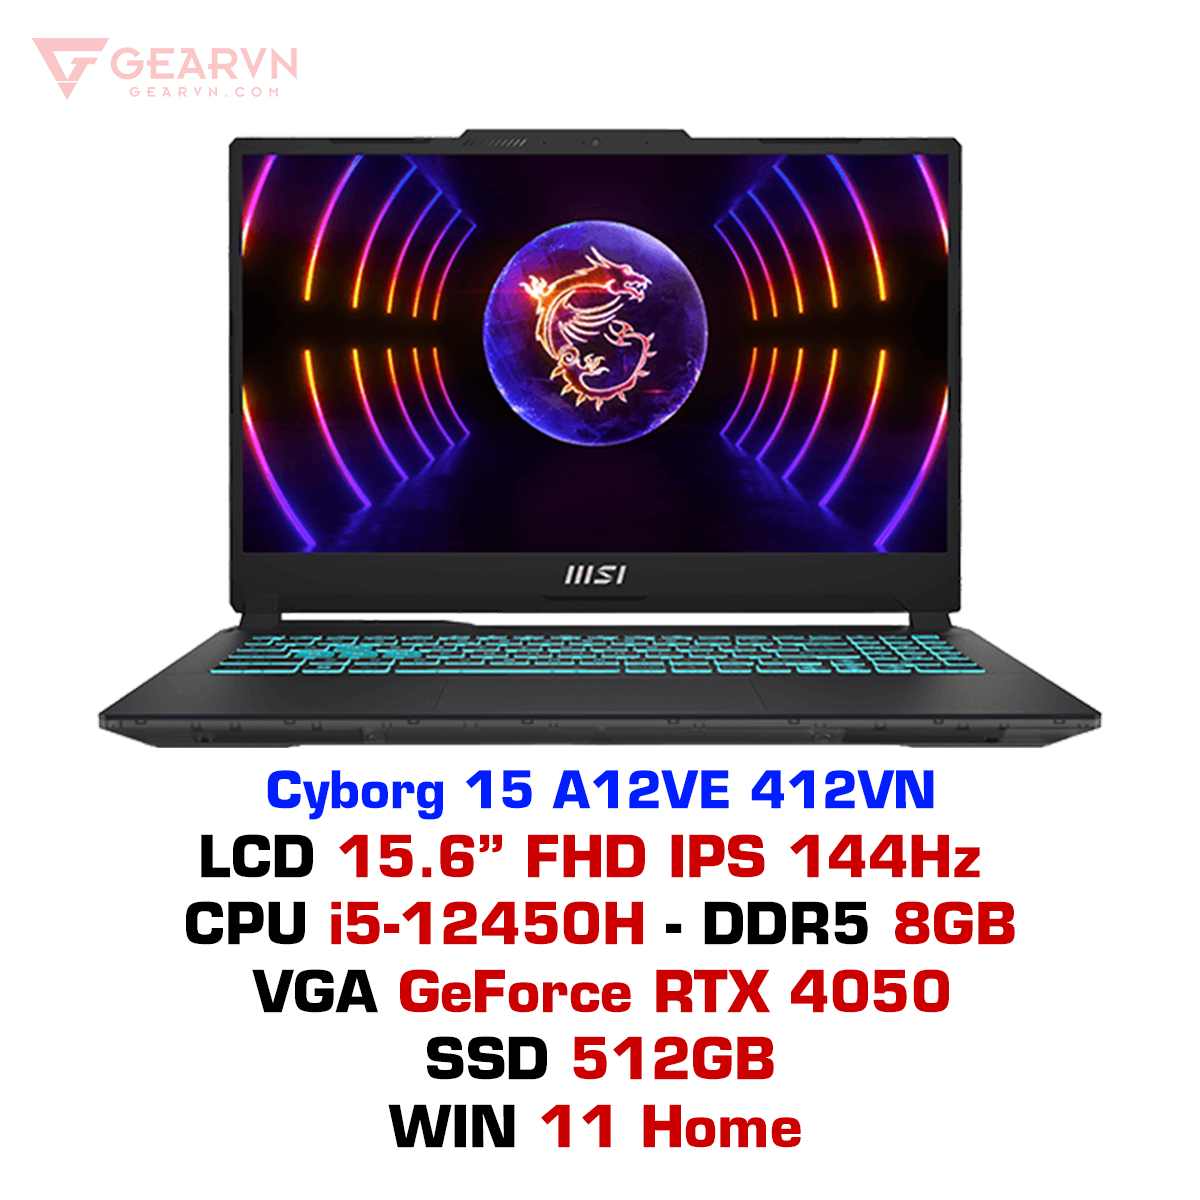 GEARVN
GEARVN.COM
msi
Cyborg 15 A12VE 412VN
LCD 15.6” FHD IPS 144Hz
CPU i5-12450H - DDR5 8GB
VGA GeForce RTX 4050
SSD 512GB
WIN 11 Home